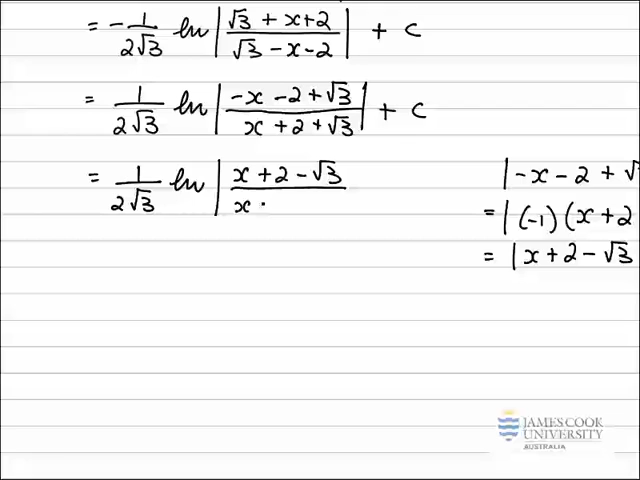 = -1/(2√3) ln |(√3 + x + 2)/(√3 - x - 2)| + c
= 1/(2√3) ln |(-x - 2 + √3)/(x + 2 + √3)| + c
= 1/(2√3) ln |(x + 2 - √3)/(x
|-x - 2 + √
= |(-1)(x + 2
= |x + 2 - √3
JAMES COOK
UNIVERSITY
AUSTRALIA